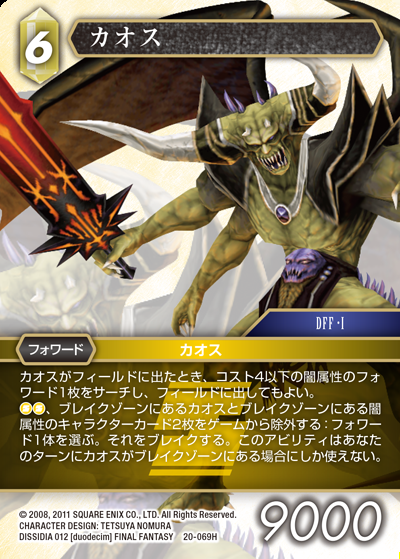 6
カオス
DFF・I
フォワード
カオス
カオスがフィールドに出たとき、コスト4以下の闇属性のフォ
ワード1枚をサーチし、フィールドに出してもよい。
土土、ブレイクゾーンにあるカオスとブレイクゾーンにある闇
属性のキャラクターカード2枚をゲームから除外する:フォワー
ド1体を選ぶ。それをブレイクする。このアビリティはあなた
のターンにカオスがブレイクゾーンにある場合にしか使えない。
© 2008, 2011 SQUARE ENIX CO., LTD. All Rights Reserved.
CHARACTER DESIGN: TETSUYA NOMURA
DISSIDIA 012 [duodecim] FINAL FANTASY 20-069H
9000